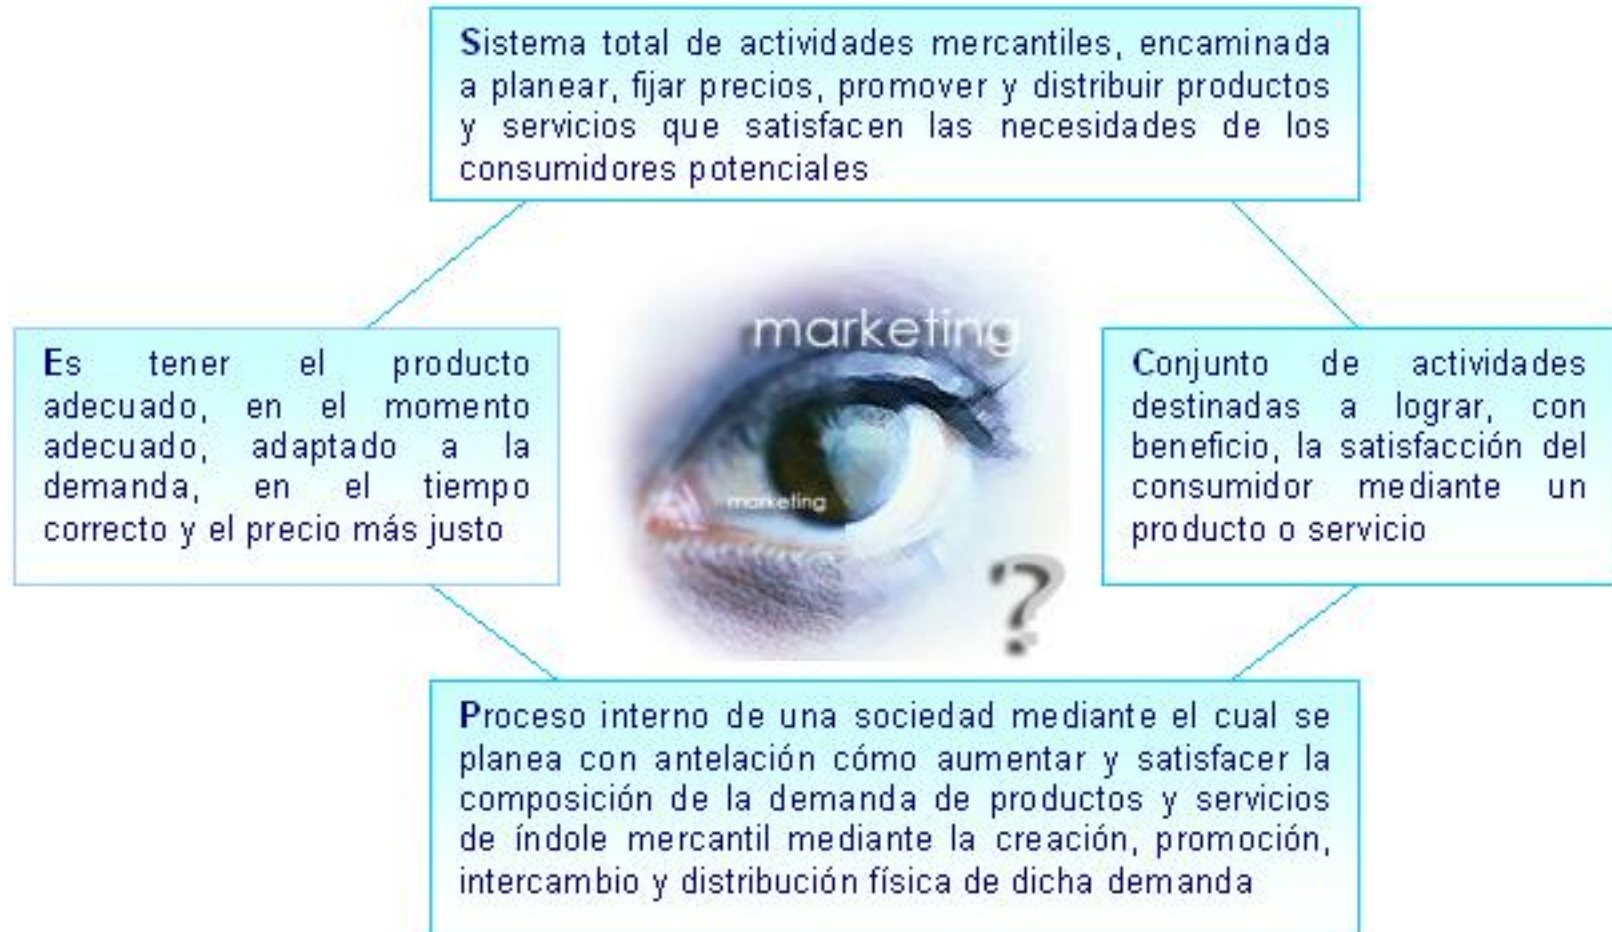 Sistema total de actividades mercantiles, encaminada
a planear, fijar precios, promover y distribuir productos
y servicios que satisfacen las necesidades de los
consumidores potenciales
marketing
Es tener el producto
adecuado, en el momento
adecuado, adaptado a la
demanda, en el tiempo
correcto y el precio más justo
marketing
?
Conjunto de actividades
destinadas a lograr, con
beneficio, la satisfacción del
consumidor mediante un
producto o servicio
Proceso interno de una sociedad mediante el cual se
planea con antelación cómo aumentar y satisfacer la
composición de la demanda de productos y servicios
de índole mercantil mediante la creación, promoción,
intercambio y distribución física de dicha demanda